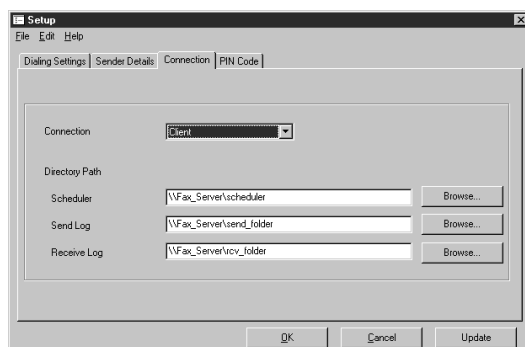 Setup
File Edit Help
Dialing Settings Sender Details Connection PIN Code
Connection Client
Directory Path
Scheduler \\Fax_Server\scheduler Browse...
Send Log \\Fax_Server\send_folder Browse...
Receive Log \\Fax_Server\rcv_folder Browse...
OK Cancel Update